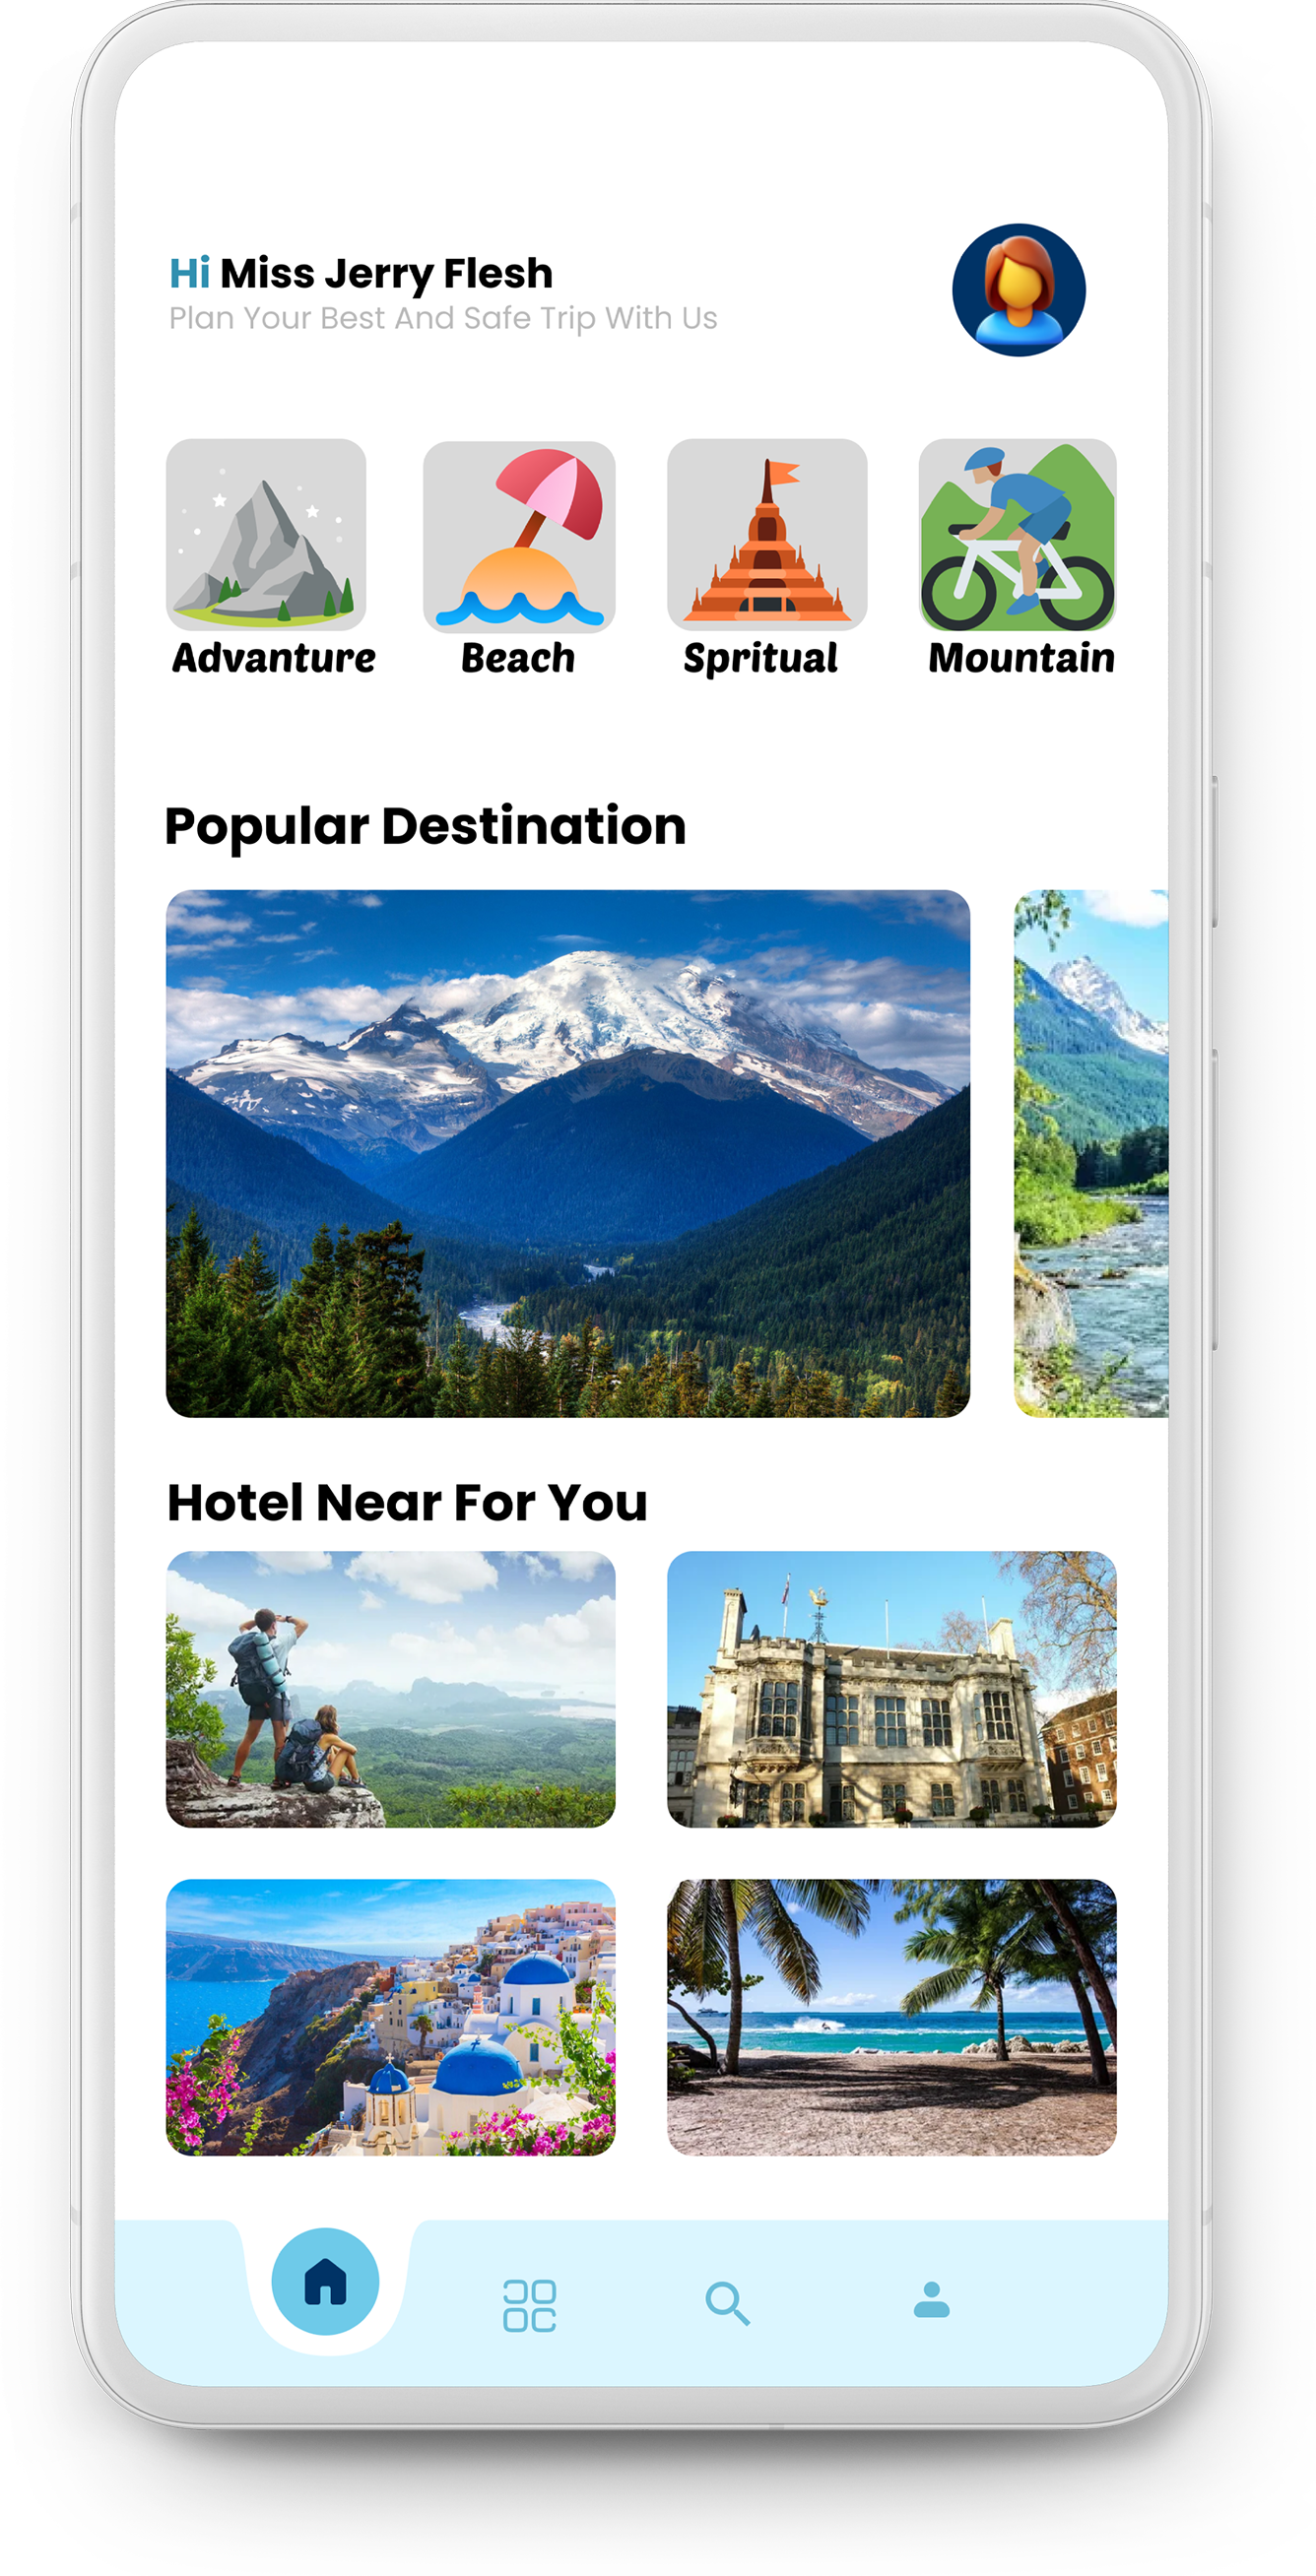 Hi Miss Jerry Flesh
Plan Your Best And Safe Trip With Us
Advanture
Beach
Spritual
Mountain
Popular Destination
Hotel Near For You